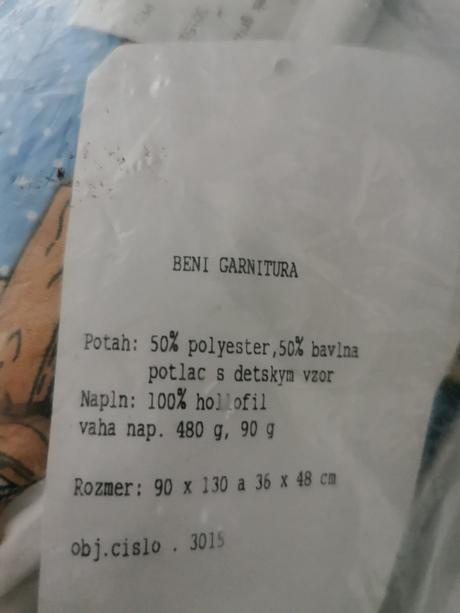 BENI GARNITURA
Potah: 50% polyester,50% bavlna
potlac s detskym vzor
Napln: 100% hollofil
vaha nap. 480 g, 90 g
Rozmer: 90 x 130 a 36 x 48 cm
obj.cislo . 3015